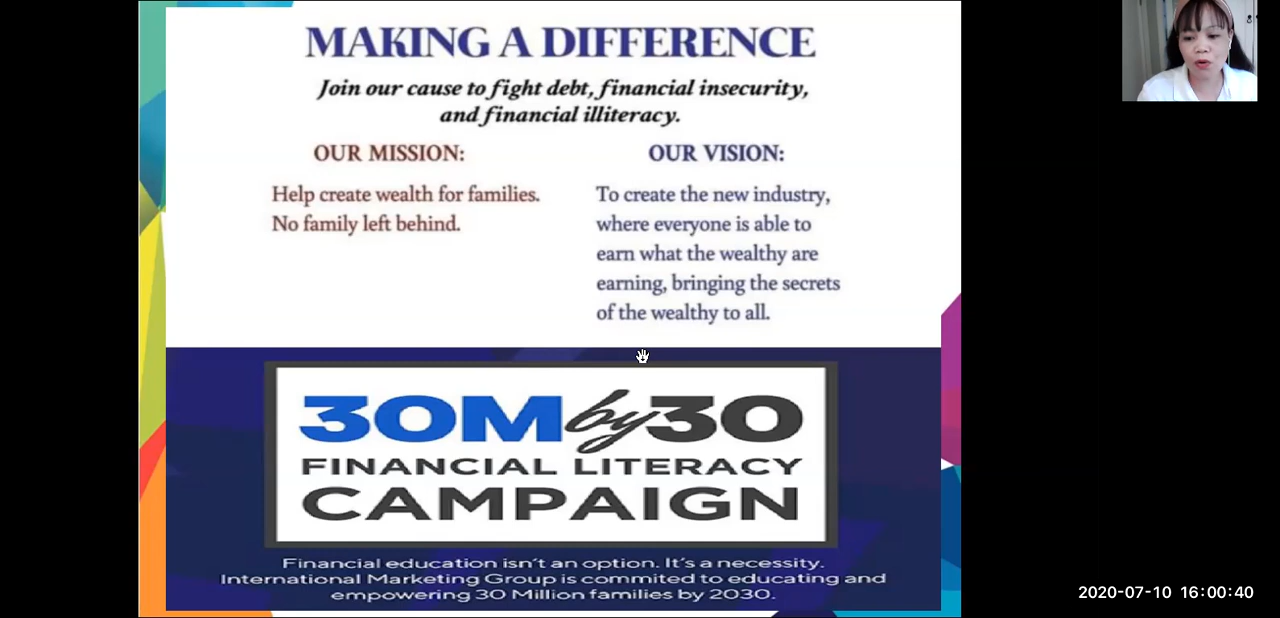 MAKING A DIFFERENCE
Join our cause to fight debt, financial insecurity,
and financial illiteracy.
OUR MISSION:
Help create wealth for families.
No family left behind.
OUR VISION:
To create the new industry,
where everyone is able to
earn what the wealthy are
earning, bringing the secrets
of the wealthy to all.
30M by 30
FINANCIAL LITERACY
CAMPAIGN
Financial education isn't an option. It's a necessity.
International Marketing Group is commited to educating and
empowering 30 Million families by 2030.
2020-07-10 16:00:40